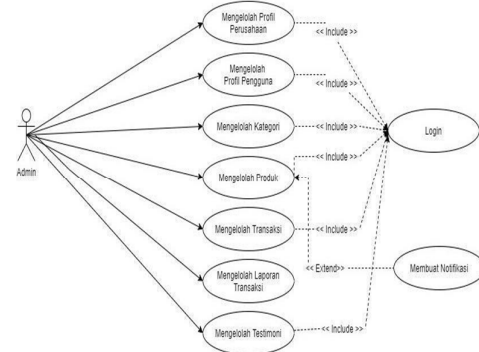 Mengelolah Profil
Perusahaan
<< Include >>
Mengelolah
Profil Pengguna
<< Include >>
Mengelolah Kategori
<< Include >>
Login
<< Include >>
Admin
Mengelolah Produk
Mengelolah Transaksi
<< Include >>
<< Extend>>
Membuat Notifikasi
Mengelolah Laporan
Transaksi
Mengelolah Testimoni
<< Include >>